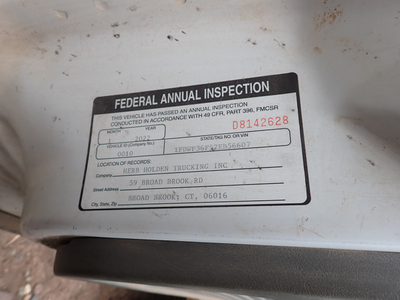 FEDERAL ANNUAL INSPECTION
THIS VEHICLE HAS PASSED AN ANNUAL INSPECTION
CONDUCTED IN ACCORDANCE WITH 49 CFR, PART 396, FMCSR
MONTH YEAR D8142628
2022
VEHICLE ID (Company No.) STATE/TAG NO. OR VIN
0010
LOCATION OF RECORDS:
Company HERB HOLDEN TRUCKING INC
59 BROAD BROOK RD
City, State, Zip BROAD BROOK, CT, 06016